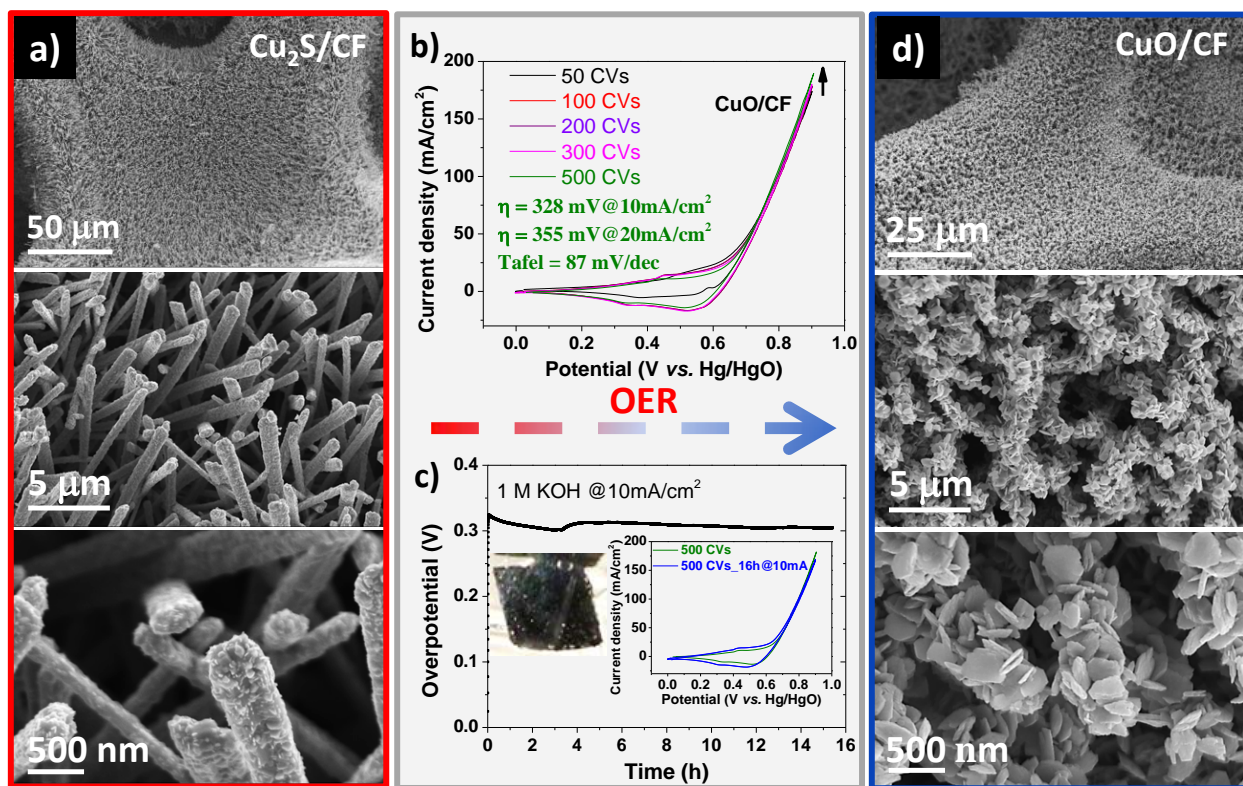 a)
Cu₂S/CF
50 μm
5 μm
500 nm
b)
200
150
100
50
0
Current density (mA/cm²)
50 CVs
100 CVs
200 CVs
300 CVs
500 CVs
CuO/CF
η = 328 mV@10mA/cm²
η = 355 mV@20mA/cm²
Tafel = 87 mV/dec
0.0 0.2 0.4 0.6 0.8 1.0
Potential (V vs. Hg/HgO)
OER
c)
0.4
0.3
0.2
0.1
0.0
Overpotential (V)
1 M KOH @10mA/cm²
200
150
100
50
0
Current density (mA/cm²)
500 CVs
500 CVs_16h@10mA
0.0 0.2 0.4 0.6 0.8 1.0
Potential (V vs. Hg/HgO)
0 2 4 6 8 10 12 14 16
Time (h)
d)
CuO/CF
25 μm
5 μm
500 nm